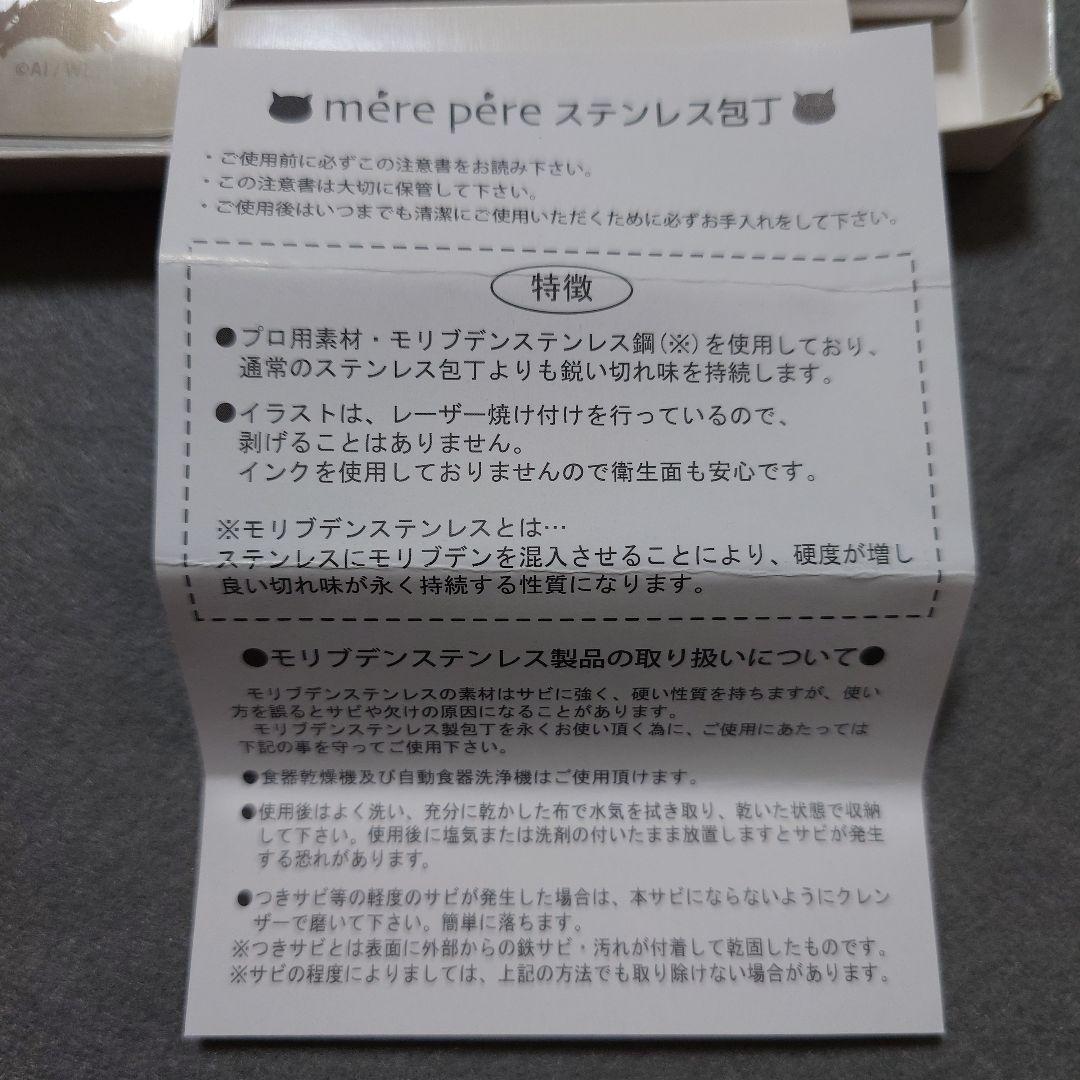 ©AI/W
mére pére ステンレス包丁
・ご使用前に必ずこの注意書をお読み下さい。
・この注意書は大切に保管して下さい。
・ご使用後はいつまでも清潔にご使用いただくために必ずお手入れをして下さい。
特徴
●プロ用素材・モリブデンステンレス鋼(※)を使用しており、
通常のステンレス包丁よりも鋭い切れ味を持続します。
●イラストは、レーザー焼け付けを行っているので、
剥げることはありません。
インクを使用しておりませんので衛生面も安心です。
※モリブデンステンレスとは…
ステンレスにモリブデンを混入させることにより、硬度が増し
良い切れ味が永く持続する性質になります。
●モリブデンステンレス製品の取り扱いについて●
モリブデンステンレスの素材はサビに強く、硬い性質を持ちますが、使い
方を誤るとサビや欠けの原因になることがあります。
モリブデンステンレス製包丁を永くお使い頂く為に、ご使用にあたっては
下記の事を守ってご使用下さい。
●食器乾燥機及び自動食器洗浄機はご使用頂けます。
●使用後はよく洗い、充分に乾かした布で水気を拭き取り、乾いた状態で収納
して下さい。使用後に塩気または洗剤の付いたまま放置しますとサビが発生
する恐れがあります。
●つきサビ等の軽度のサビが発生した場合は、本サビにならないようにクレン
ザーで磨いて下さい。簡単に落ちます。
※つきサビとは表面に外部からの鉄サビ・汚れが付着して乾固したものです。
※サビの程度によりましては、上記の方法でも取り除けない場合があります。